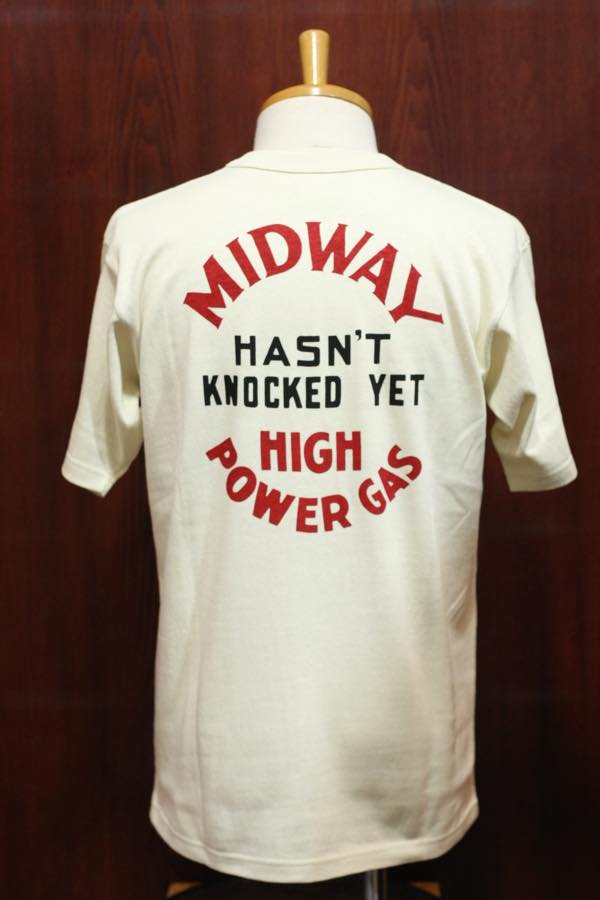 MIDWAY
HASN'T
KNOCKED YET
HIGH
POWER GAS